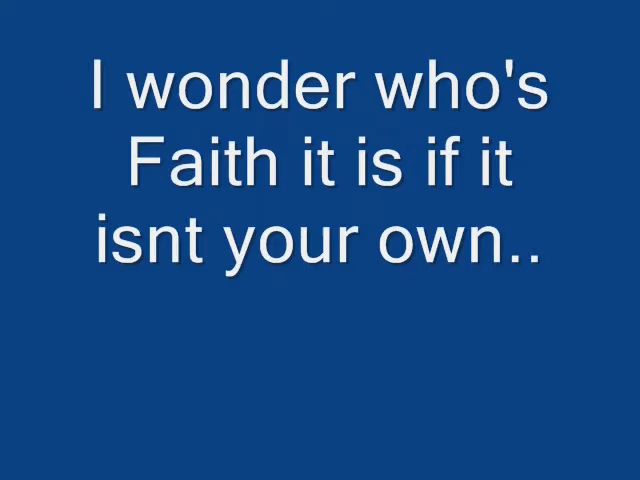 I wonder who's
Faith it is if it
isnt your own..